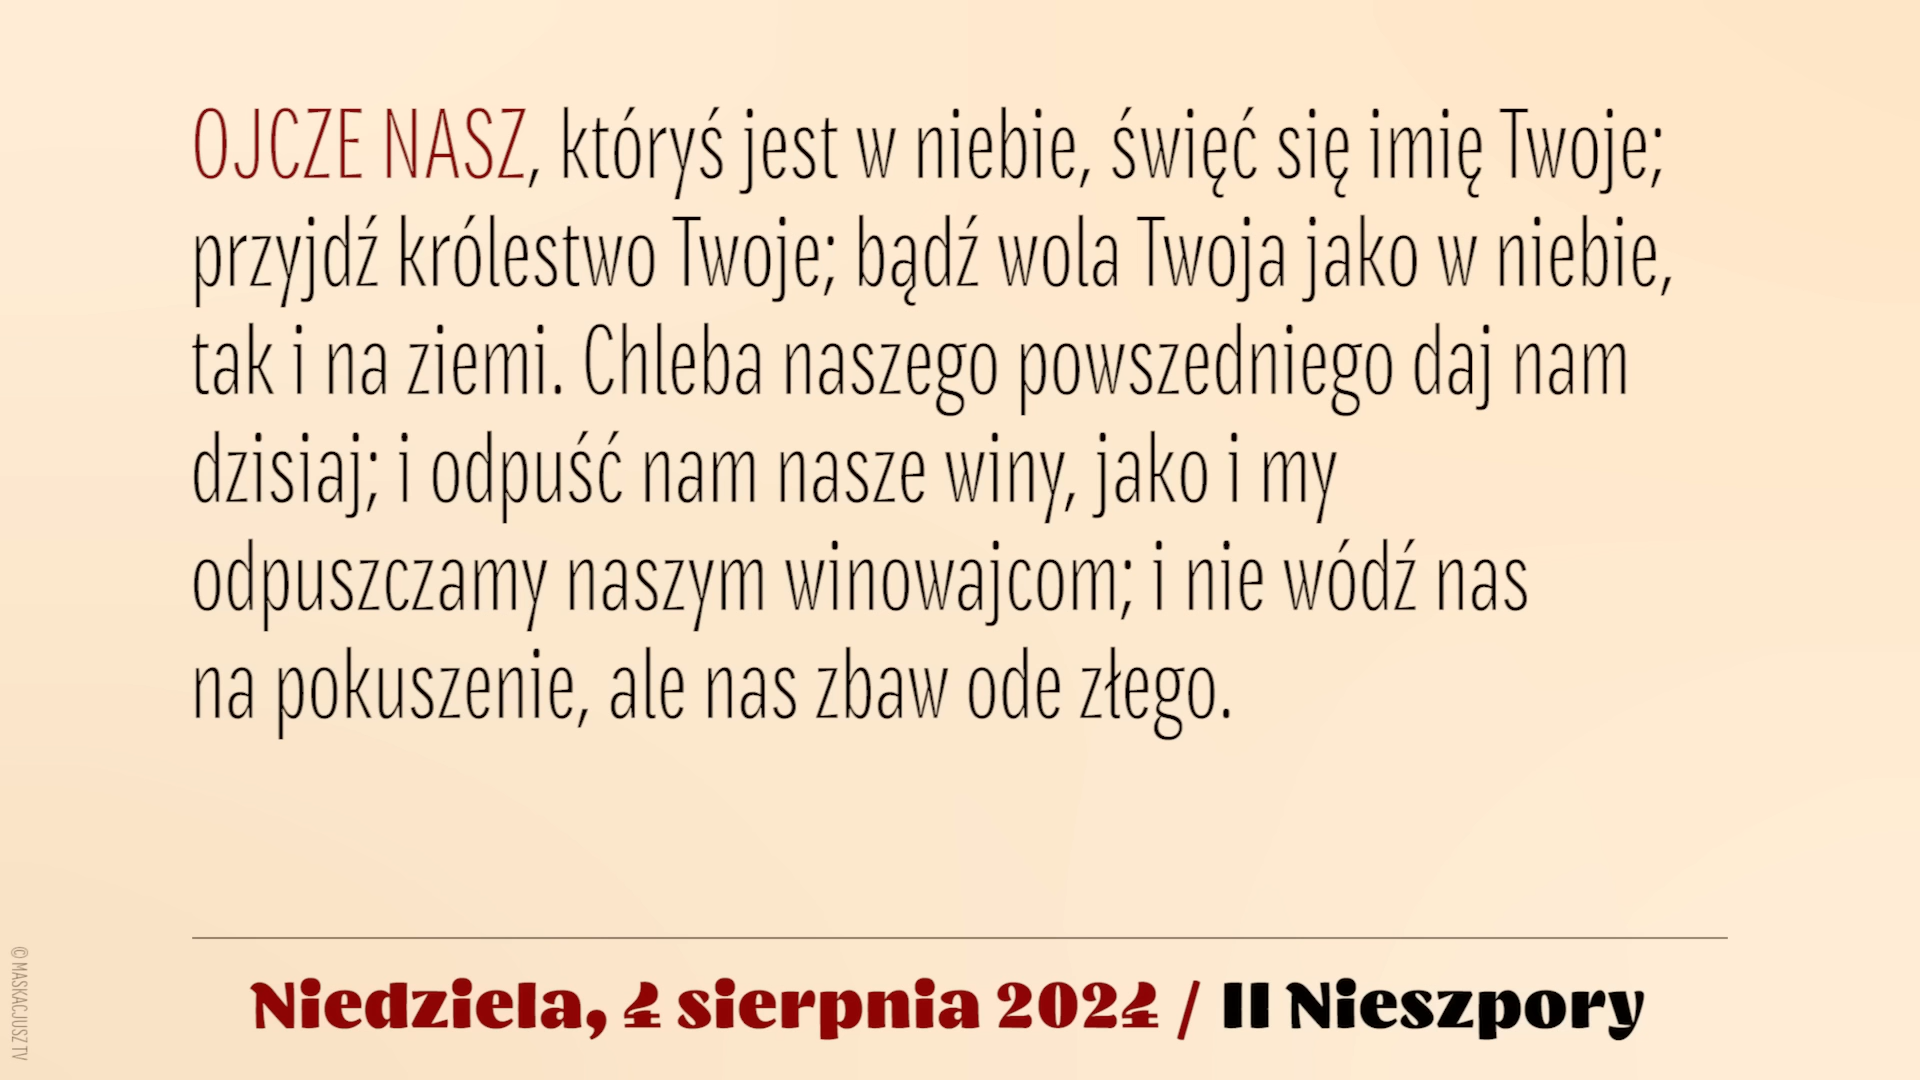 OJCZE NASZ, któryś jest w niebie, święć się imię Twoje;
przyjdź królestwo Twoje; bądź wola Twoja jako w niebie,
tak i na ziemi. Chleba naszego powszedniego daj nam
dzisiaj; i odpuść nam nasze winy, jako i my
odpuszczamy naszym winowajcom; i nie wódź nas
na pokuszenie, ale nas zbaw ode złego.
Niedziela, 4 sierpnia 2024 / II Nieszpory
© MASKACJUSZ TV